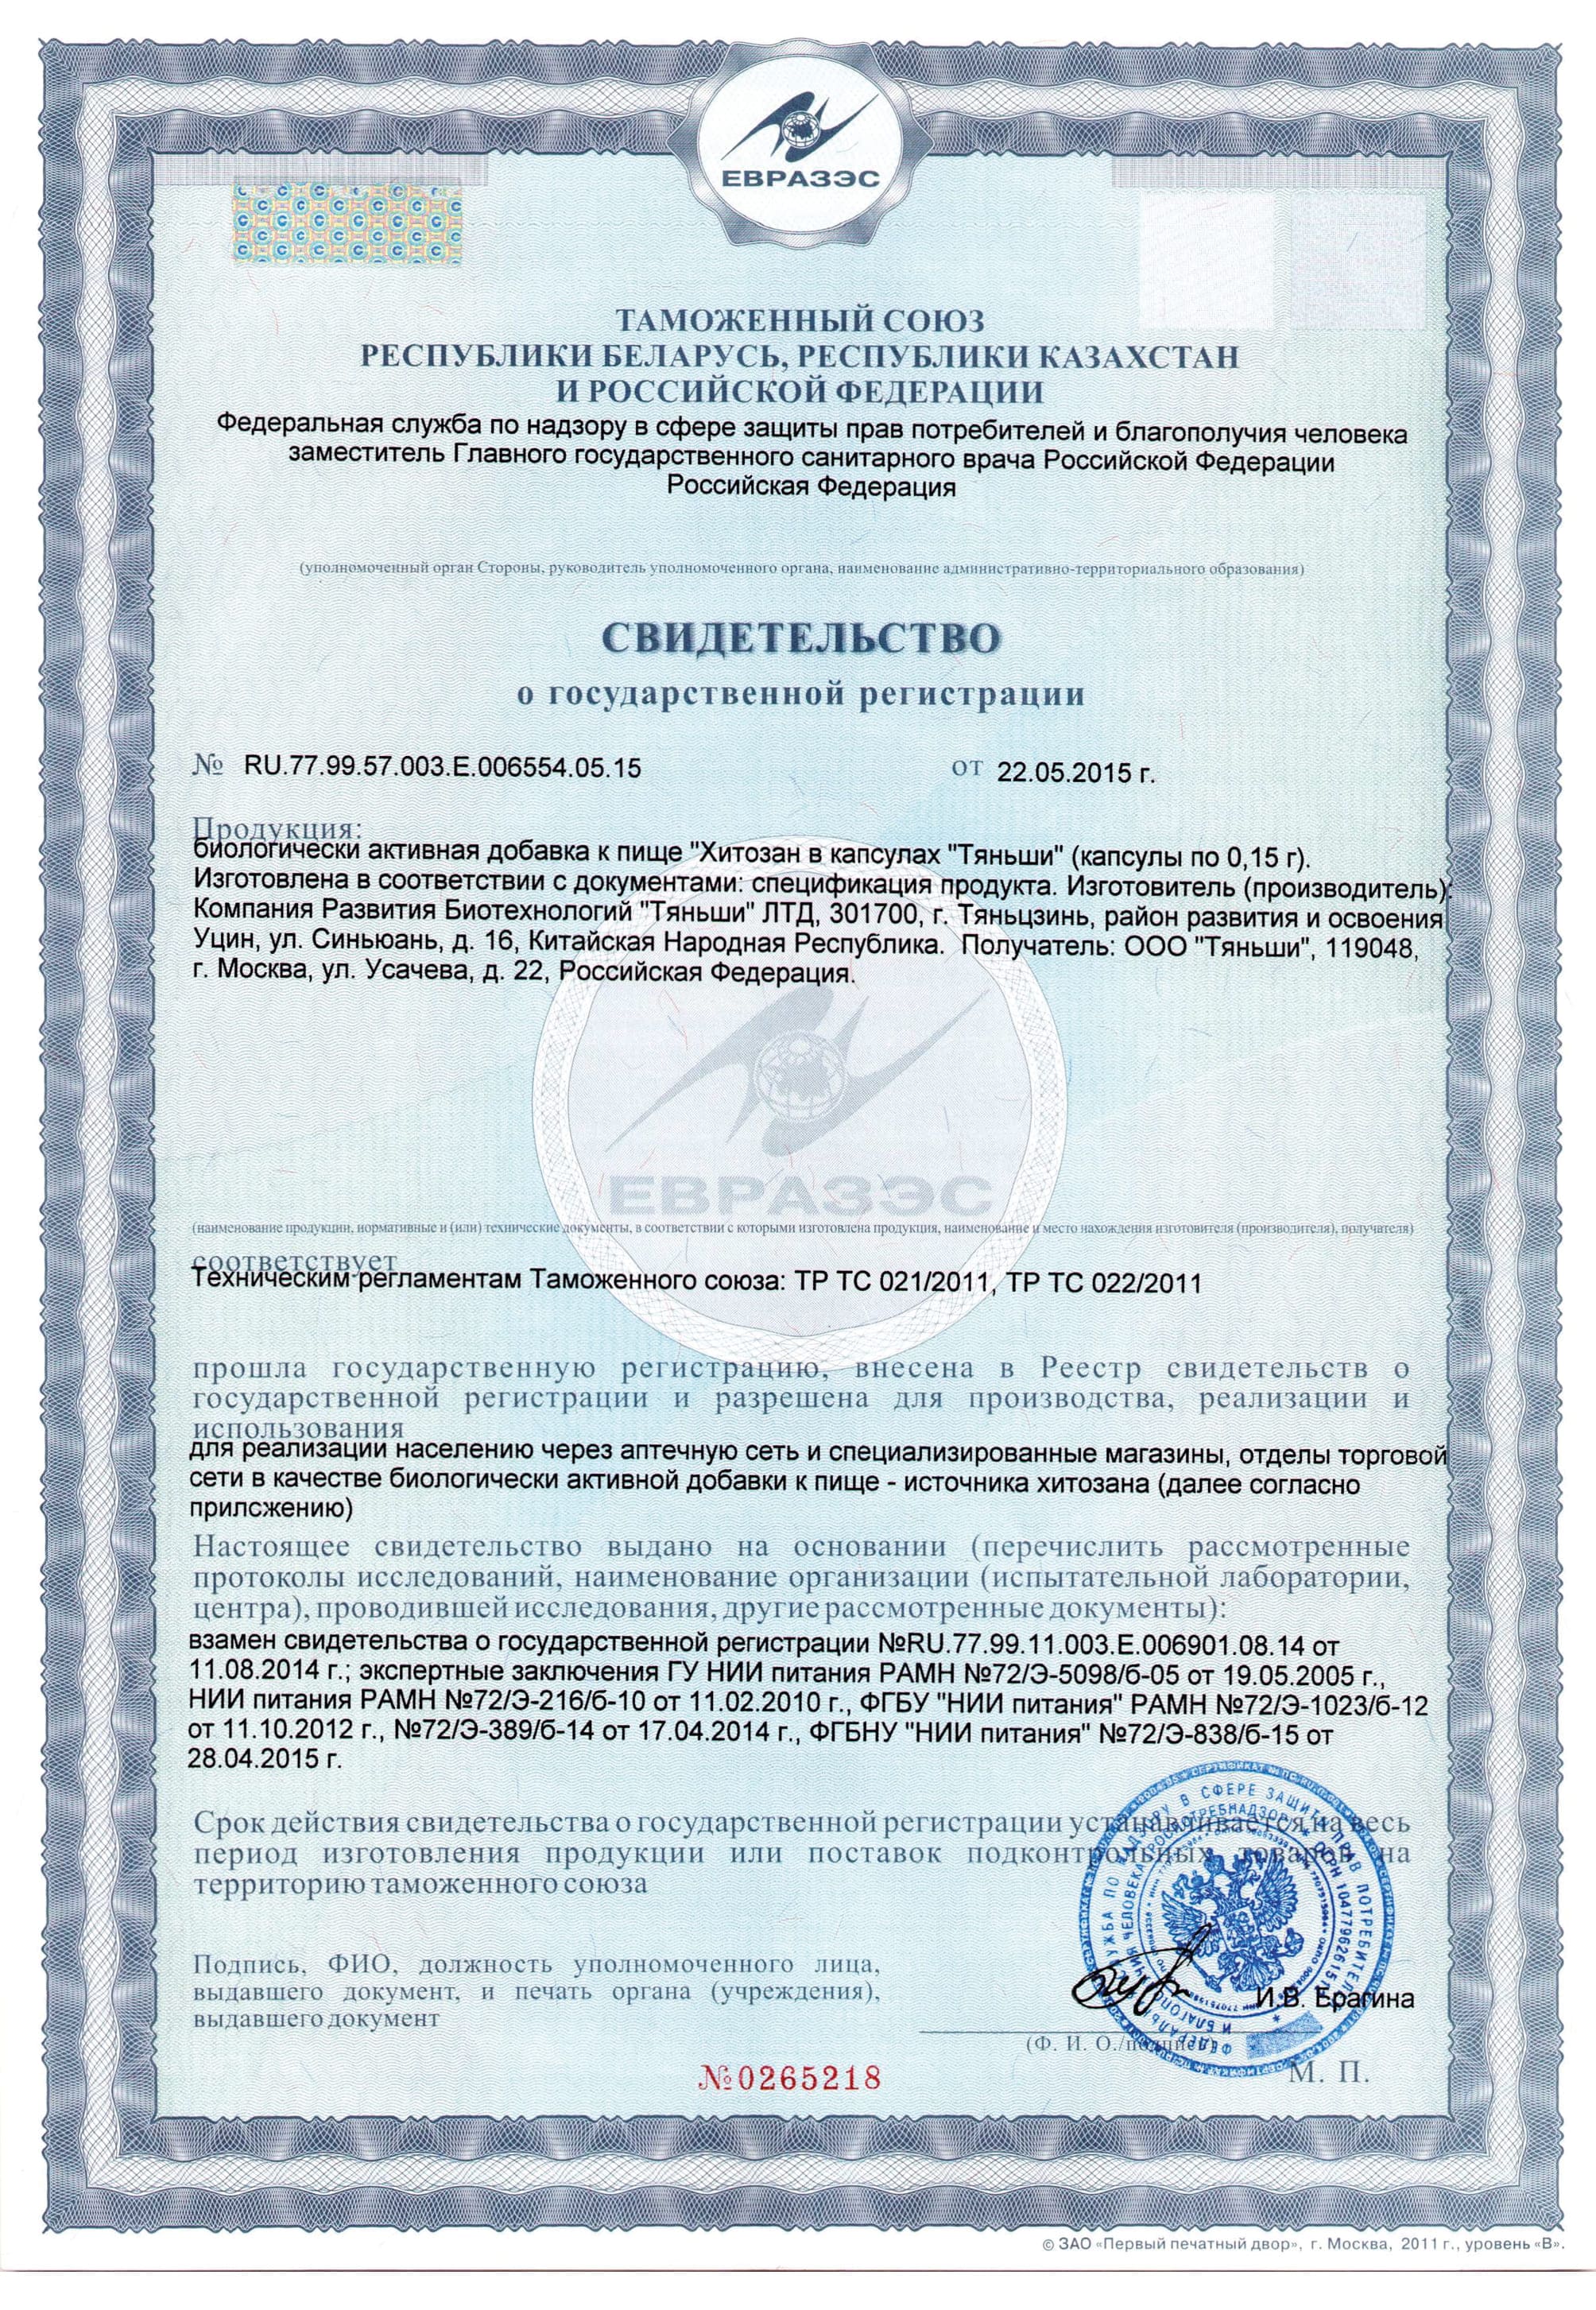 ЕВРАЗЭС
ТАМОЖЕННЫЙ СОЮЗ
РЕСПУБЛИКИ БЕЛАРУСЬ, РЕСПУБЛИКИ КАЗАХСТАН
И РОССИЙСКОЙ ФЕДЕРАЦИИ
Федеральная служба по надзору в сфере защиты прав потребителей и благополучия человека
заместитель Главного государственного санитарного врача Российской Федерации
Российская Федерация
(уполномоченный орган Стороны, руководитель уполномоченного органа, наименование административно-территориального образования)
СВИДЕТЕЛЬСТВО
о государственной регистрации
№ RU.77.99.57.003.Е.006554.05.15 от 22.05.2015 г.
Продукция:
биологически активная добавка к пище "Хитозан в капсулах "Тяньши" (капсулы по 0,15 г).
Изготовлена в соответствии с документами: спецификация продукта. Изготовитель (производитель):
Компания Развития Биотехнологий "Тяньши" ЛТД, 301700, г. Тяньцзинь, район развития и освоения
Уцин, ул. Синьюань, д. 16, Китайская Народная Республика. Получатель: ООО "Тяньши", 119048,
г. Москва, ул. Усачева, д. 22, Российская Федерация.
ЕВРАЗЭС
(наименование продукции, нормативные и (или) технические документы, в соответствии с которыми изготовлена продукция, наименование и место нахождения изготовителя (производителя), получателя)
соответствует
Техническим регламентам Таможенного союза: ТР ТС 021/2011, ТР ТС 022/2011
прошла государственную регистрацию, внесена в Реестр свидетельств о
государственной регистрации и разрешена для производства, реализации и
использования
для реализации населению через аптечную сеть и специализированные магазины, отделы торговой
сети в качестве биологически активной добавки к пище - источника хитозана (далее согласно
приложению)
Настоящее свидетельство выдано на основании (перечислить рассмотренные
протоколы исследований, наименование организации (испытательной лаборатории,
центра), проводившей исследования, другие рассмотренные документы):
взамен свидетельства о государственной регистрации №RU.77.99.11.003.Е.006901.08.14 от
11.08.2014 г.; экспертные заключения ГУ НИИ питания РАМН №72/Э-5098/б-05 от 19.05.2005 г.,
НИИ питания РАМН №72/Э-216/б-10 от 11.02.2010 г., ФГБУ "НИИ питания" РАМН №72/Э-1023/б-12
от 11.10.2012 г., №72/Э-389/б-14 от 17.04.2014 г., ФГБНУ "НИИ питания" №72/Э-838/б-15 от
28.04.2015 г.
Срок действия свидетельства о государственной регистрации устанавливается на весь
период изготовления продукции или поставок подконтрольных товаров на
территорию таможенного союза
Подпись, ФИО, должность уполномоченного лица,
выдавшего документ, и печать органа (учреждения),
выдавшего документ
И.В. Брагина
(Ф. И. О./подпись)
М. П.
№0265218
© ЗАО «Первый печатный двор», г. Москва, 2011 г., уровень «В».